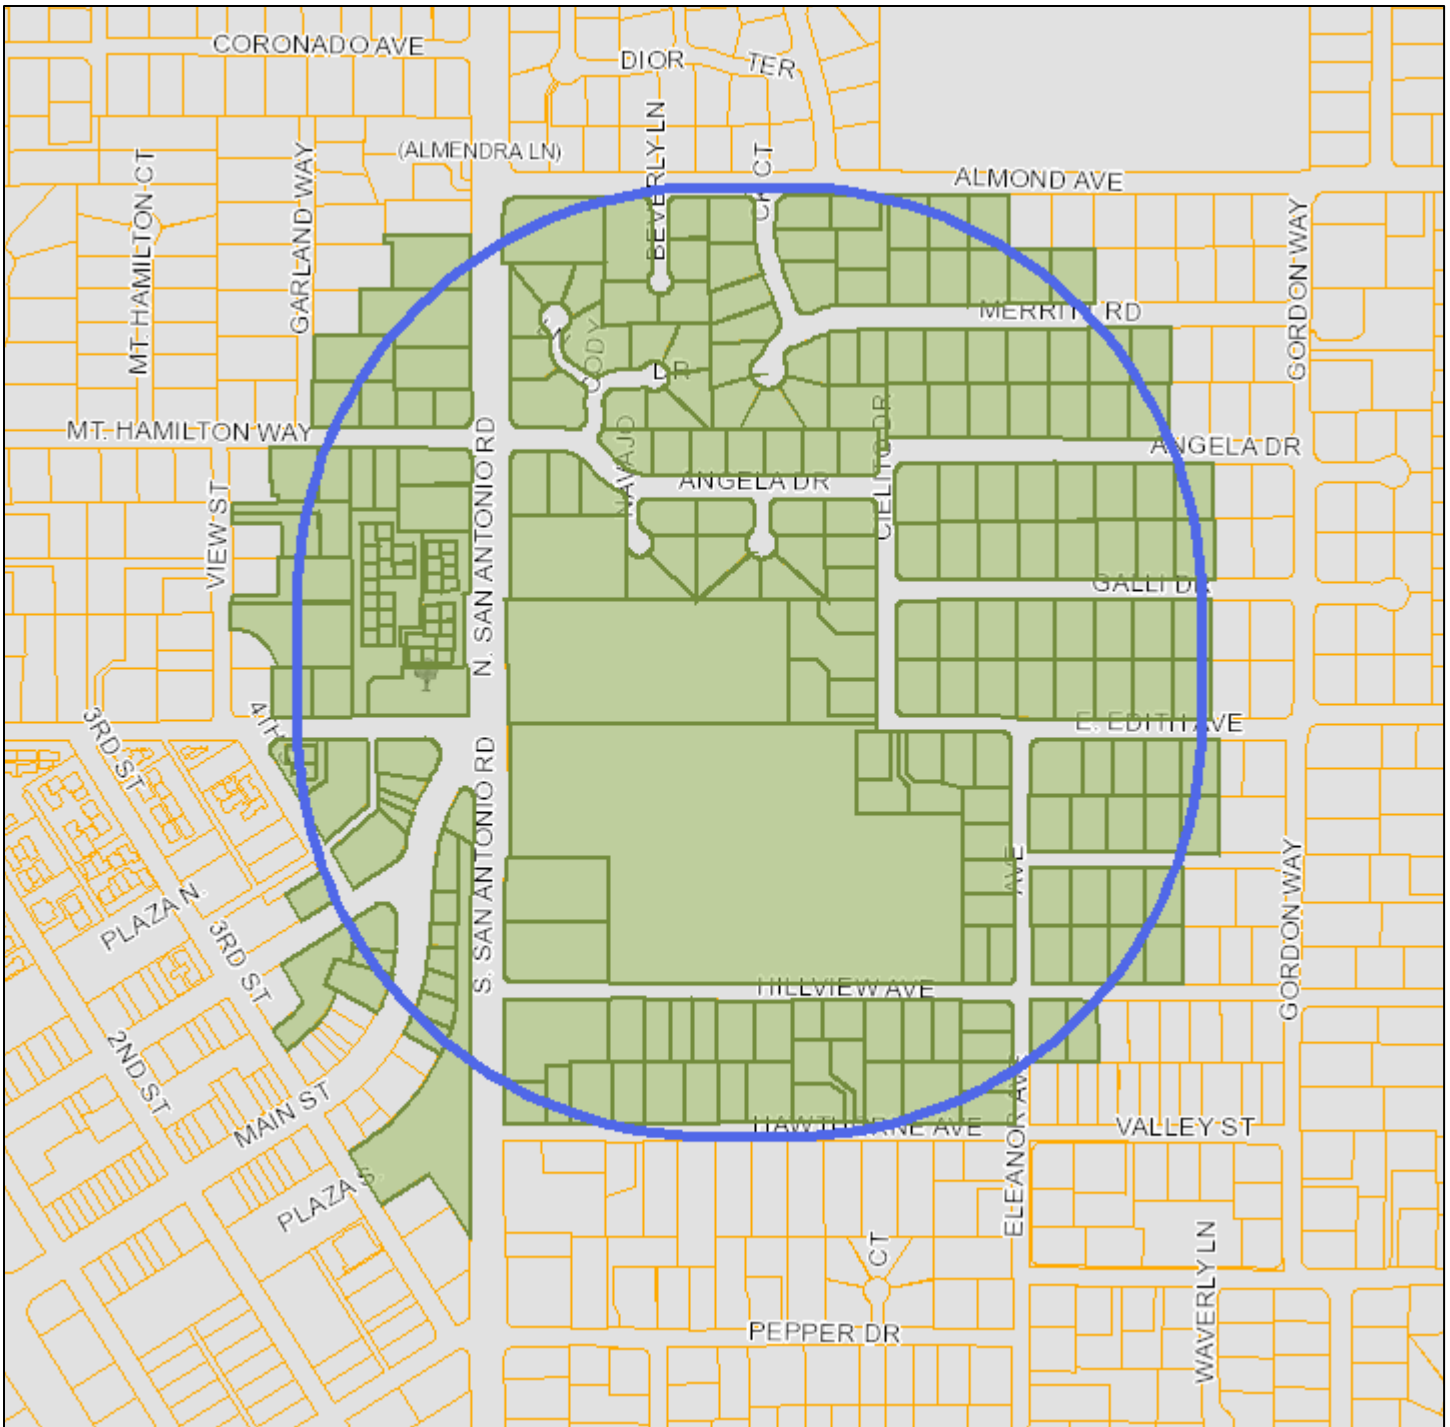 CORONADO AVE
DIOR
TER
BEVERLY LN
CT
(ALMENDRA LN)
MT. HAMILTON CT
GARLAND WAY
ALMOND AVE
GORDON WAY
MERRITT RD
CODY
DR
MT. HAMILTON WAY
N. SAN ANTONIO RD
NAVAJO
CIELITO DR
ANGELA DR
ANGELA DR
VIEW ST
GALLI DR
4TH
3RD ST
E. EDITH AVE
S. SAN ANTONIO RD
AVE
GORDON WAY
PLAZA N.
3RD ST
HILLVIEW AVE
2ND ST
MAIN ST
HAWTHORNE AVE
ELEANOR AVE
VALLEY ST
PLAZA S.
CT
WAVERLY LN
PEPPER DR